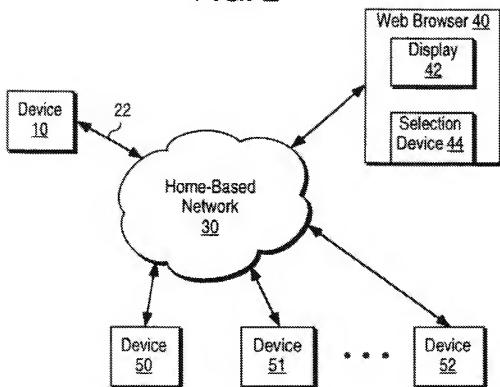 Web Browser 40
Display
42
Device
10
22
Selection
Device 44
Home-Based
Network
30
Device
50
Device
51
Device
52